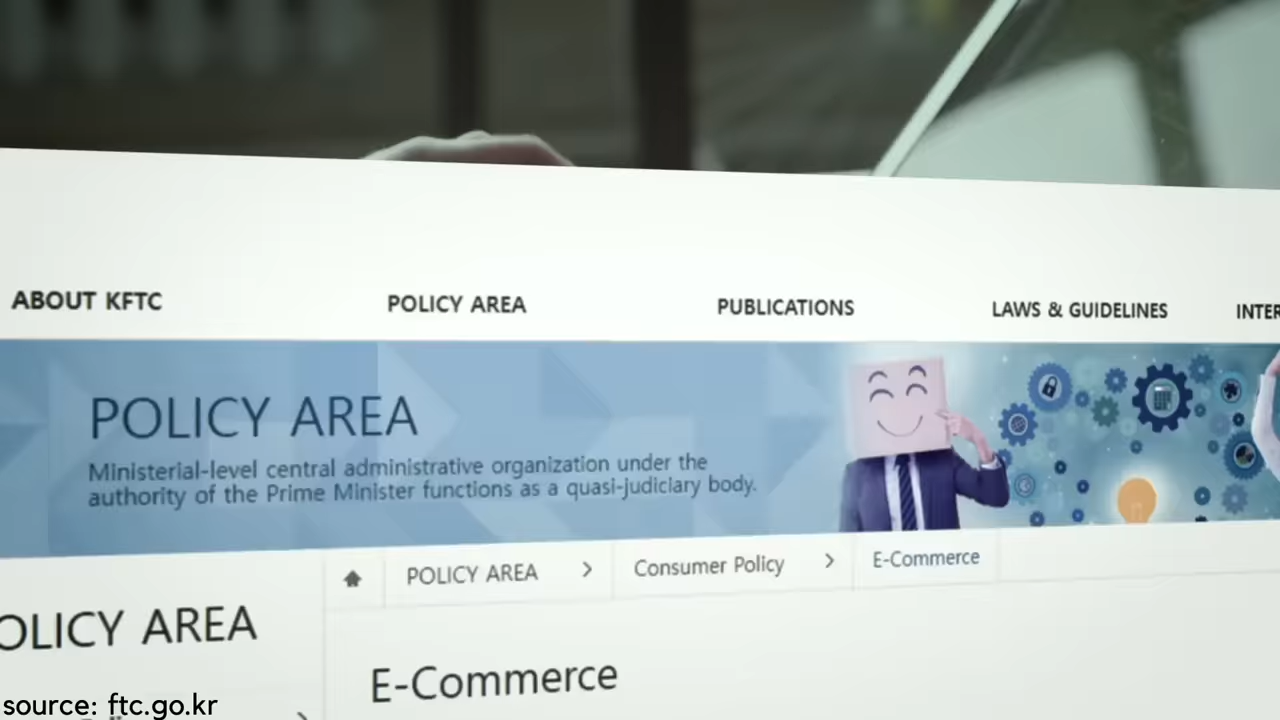 ABOUT KFTC
POLICY AREA
PUBLICATIONS
LAWS & GUIDELINES
POLICY AREA
Ministerial-level central administrative organization under the
authority of the Prime Minister functions as a quasi-judiciary body.
POLICY AREA > Consumer Policy > E-Commerce
OLICY AREA
E-Commerce
source: ftc.go.kr